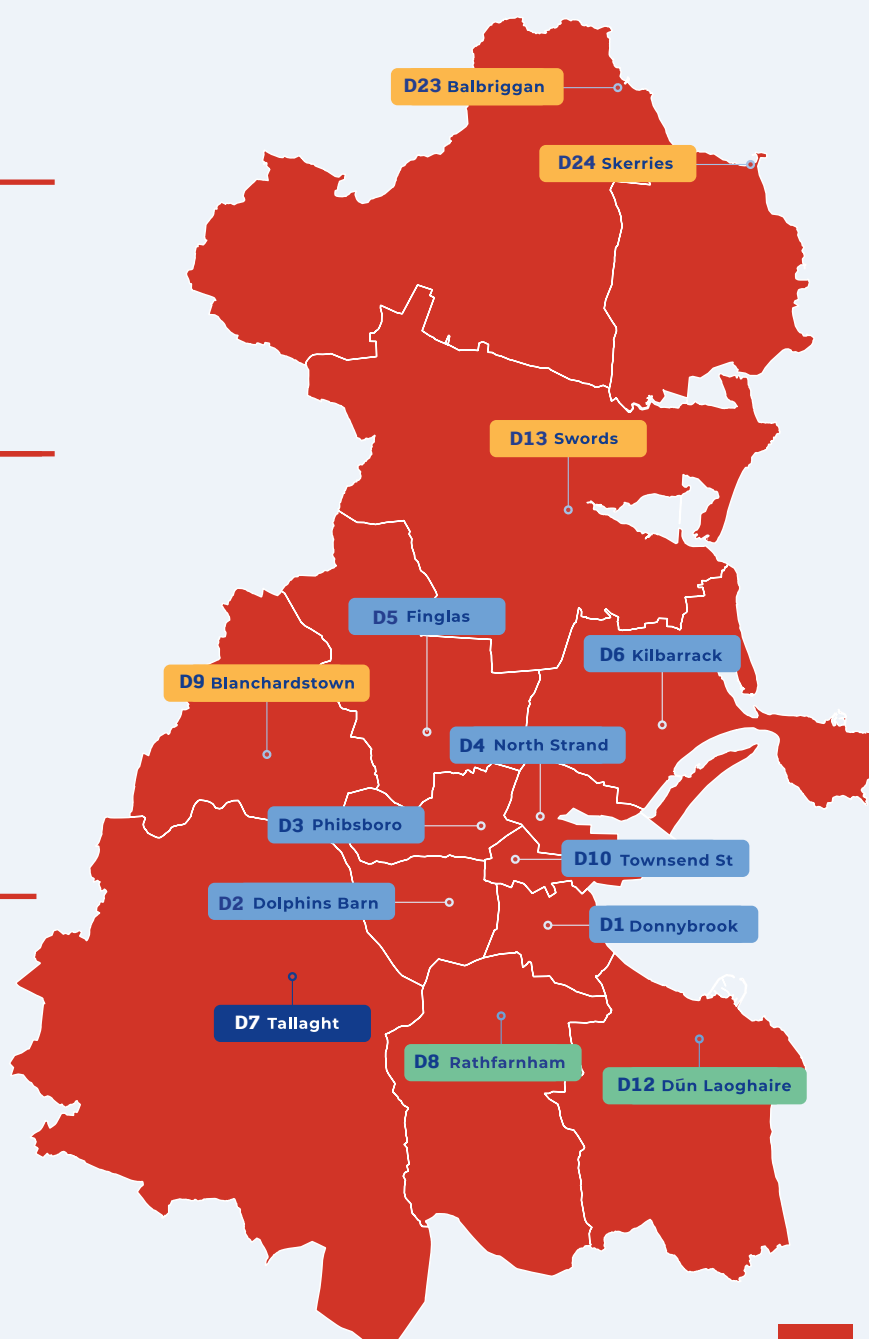 D23 Balbriggan
D24 Skerries
D13 Swords
D5 Finglas
D6 Kilbarrack
D9 Blanchardstown
D4 North Strand
D3 Phibsboro
D10 Townsend St
D2 Dolphins Barn
D1 Donnybrook
D7 Tallaght
D8 Rathfarnham
D12 Dún Laoghaire